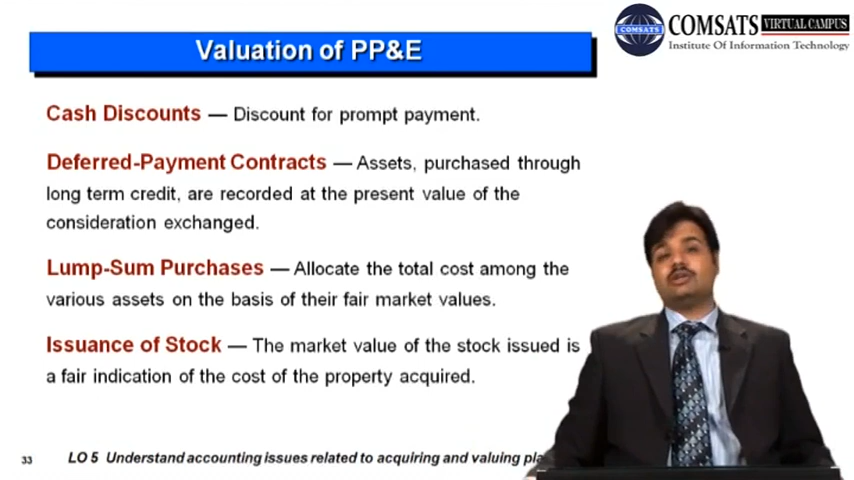 COMSATS
COMSATS VIRTUAL CAMPUS
Institute Of Information Technology
Valuation of PP&E
Cash Discounts — Discount for prompt payment.
Deferred-Payment Contracts — Assets, purchased through
long term credit, are recorded at the present value of the
consideration exchanged.
Lump-Sum Purchases — Allocate the total cost among the
various assets on the basis of their fair market values.
Issuance of Stock — The market value of the stock issued is
a fair indication of the cost of the property acquired.
33
LO 5 Understand accounting issues related to acquiring and valuing